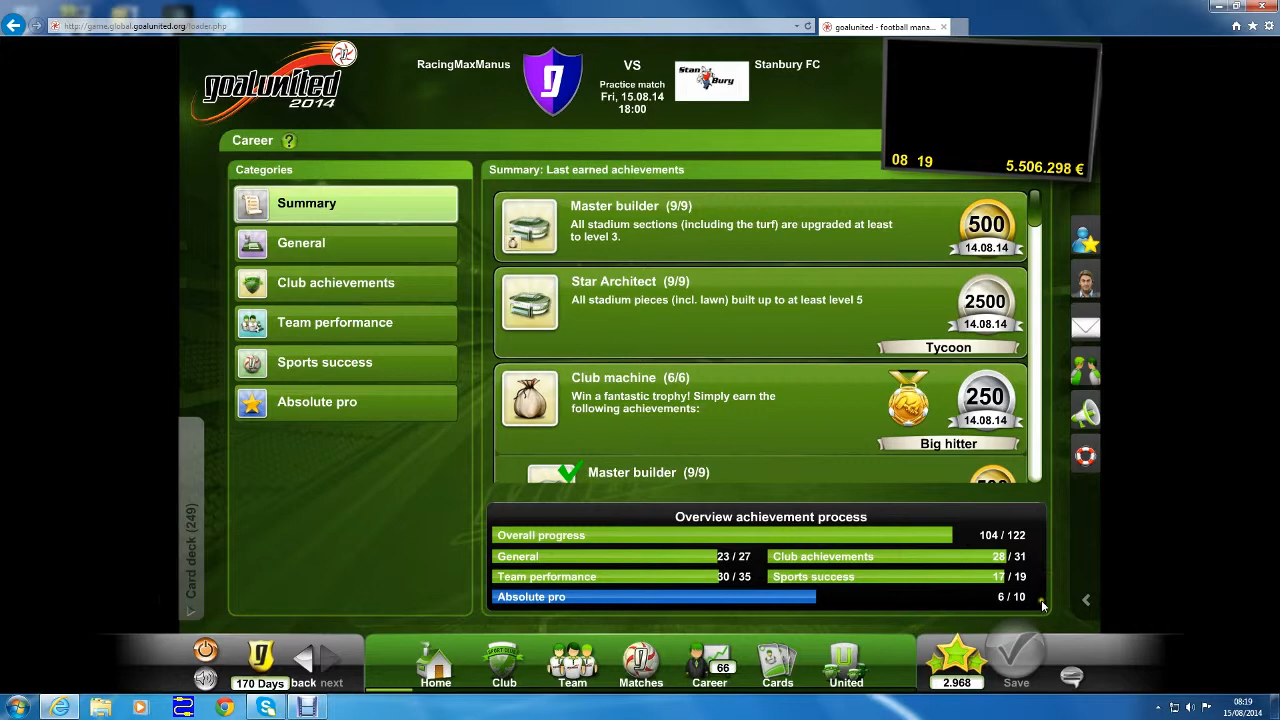 http://game.global.goalunited.org/loader.php
goalunited - football mana...
goalunited
2014
RacingMaxManus
g
VS
Practice match
Fri, 15.08.14
18:00
Stan Bury
Stanbury FC
08 19
5.506.298 €
Career ?
Categories
Summary
General
Club achievements
Team performance
Sports success
Absolute pro
Summary: Last earned achievements
Master builder (9/9)
All stadium sections (including the turf) are upgraded at least
to level 3.
500
14.08.14
Star Architect (9/9)
All stadium pieces (incl. lawn) built up to at least level 5
2500
14.08.14
Tycoon
Club machine (6/6)
Win a fantastic trophy! Simply earn the
following achievements:
250
14.08.14
Big hitter
Master builder (9/9)
Overview achievement process
Overall progress 104 / 122
General 23 / 27
Club achievements 28 / 31
Team performance 30 / 35
Sports success 17 / 19
Absolute pro 6 / 10
Card deck (249)
170 Days
back
next
Home
Club
Team
Matches
66
Career
Cards
United
2.968
Save
08:19
15/08/2014